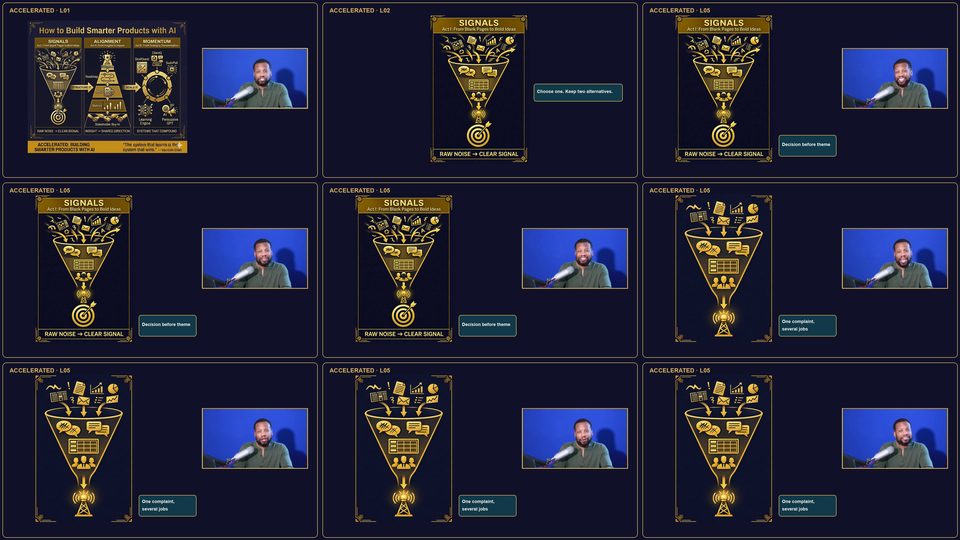 ACCELERATED · L01
How to Build Smarter Products with AI
SIGNALS
ALIGNMENT
MOMENTUM
RAW NOISE → CLEAR SIGNAL
INSIGHT → SHARED DIRECTION
SYSTEMS THAT COMPOUND
ACCELERATED: BUILDING
SMARTER PRODUCTS WITH AI
"The system that learns is the
system that wins."
ACCELERATED · L02
SIGNALS
Act I: From Blank Pages to Bold Ideas
RAW NOISE → CLEAR SIGNAL
Choose one. Keep two alternatives.
ACCELERATED · L05
SIGNALS
Act I: From Blank Pages to Bold Ideas
RAW NOISE → CLEAR SIGNAL
Decision before theme
ACCELERATED · L05
SIGNALS
Act I: From Blank Pages to Bold Ideas
RAW NOISE → CLEAR SIGNAL
Decision before theme
ACCELERATED · L05
SIGNALS
Act I: From Blank Pages to Bold Ideas
RAW NOISE → CLEAR SIGNAL
Decision before theme
ACCELERATED · L05
One complaint,
several jobs
ACCELERATED · L05
One complaint,
several jobs
ACCELERATED · L05
One complaint,
several jobs
ACCELERATED · L05
One complaint,
several jobs